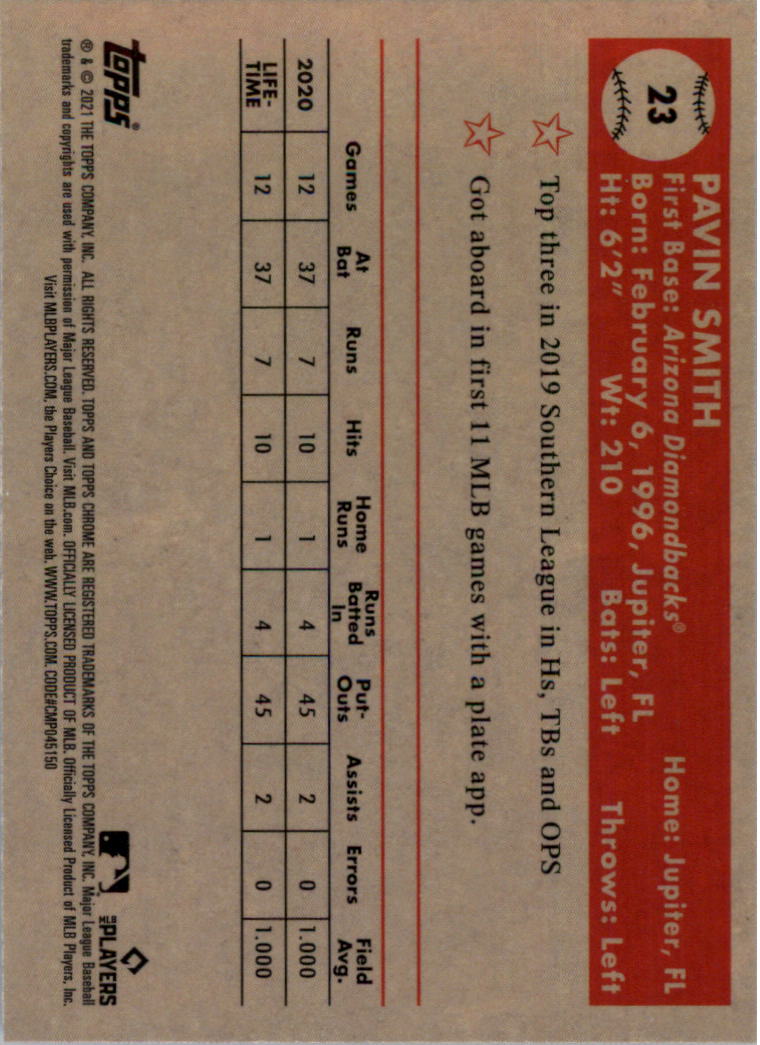 23
PAVIN SMITH
First Base: Arizona Diamondbacks® Home: Jupiter, FL
Born: February 6, 1996, Jupiter, FL
Ht: 6'2" Wt: 210 Bats: Left Throws: Left
Top three in 2019 Southern League in Hs, TBs and OPS
Got aboard in first 11 MLB games with a plate app.
Games At Bat Runs Hits Home Runs Runs Batted In Put-Outs Assists Errors Field Avg.
2020 12 37 7 10 1 4 45 2 0 1.000
LIFE-TIME 12 37 7 10 1 4 45 2 0 1.000
topps®
MLB PLAYERS
® & © 2021 THE TOPPS COMPANY, INC. ALL RIGHTS RESERVED. TOPPS AND TOPPS CHROME ARE REGISTERED TRADEMARKS OF THE TOPPS COMPANY, INC. Major League Baseball
trademarks and copyrights are used with permission of Major League Baseball. Visit MLB.com. OFFICIALLY LICENSED PRODUCT OF MLB. Officially Licensed Product of MLB Players, Inc.
Visit MLBPLAYERS.COM, the Players Choice on the web. WWW.TOPPS.COM. CODE#CMP045150